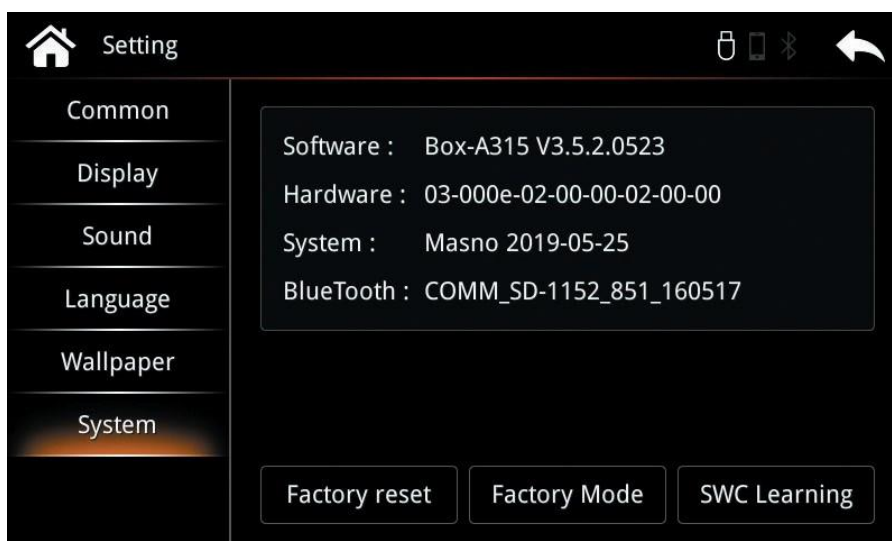 Setting
Common
Display
Sound
Language
Wallpaper
System
Software : Box-A315 V3.5.2.0523
Hardware : 03-000e-02-00-00-02-00-00
System : Masno 2019-05-25
BlueTooth : COMM_SD-1152_851_160517
Factory reset
Factory Mode
SWC Learning